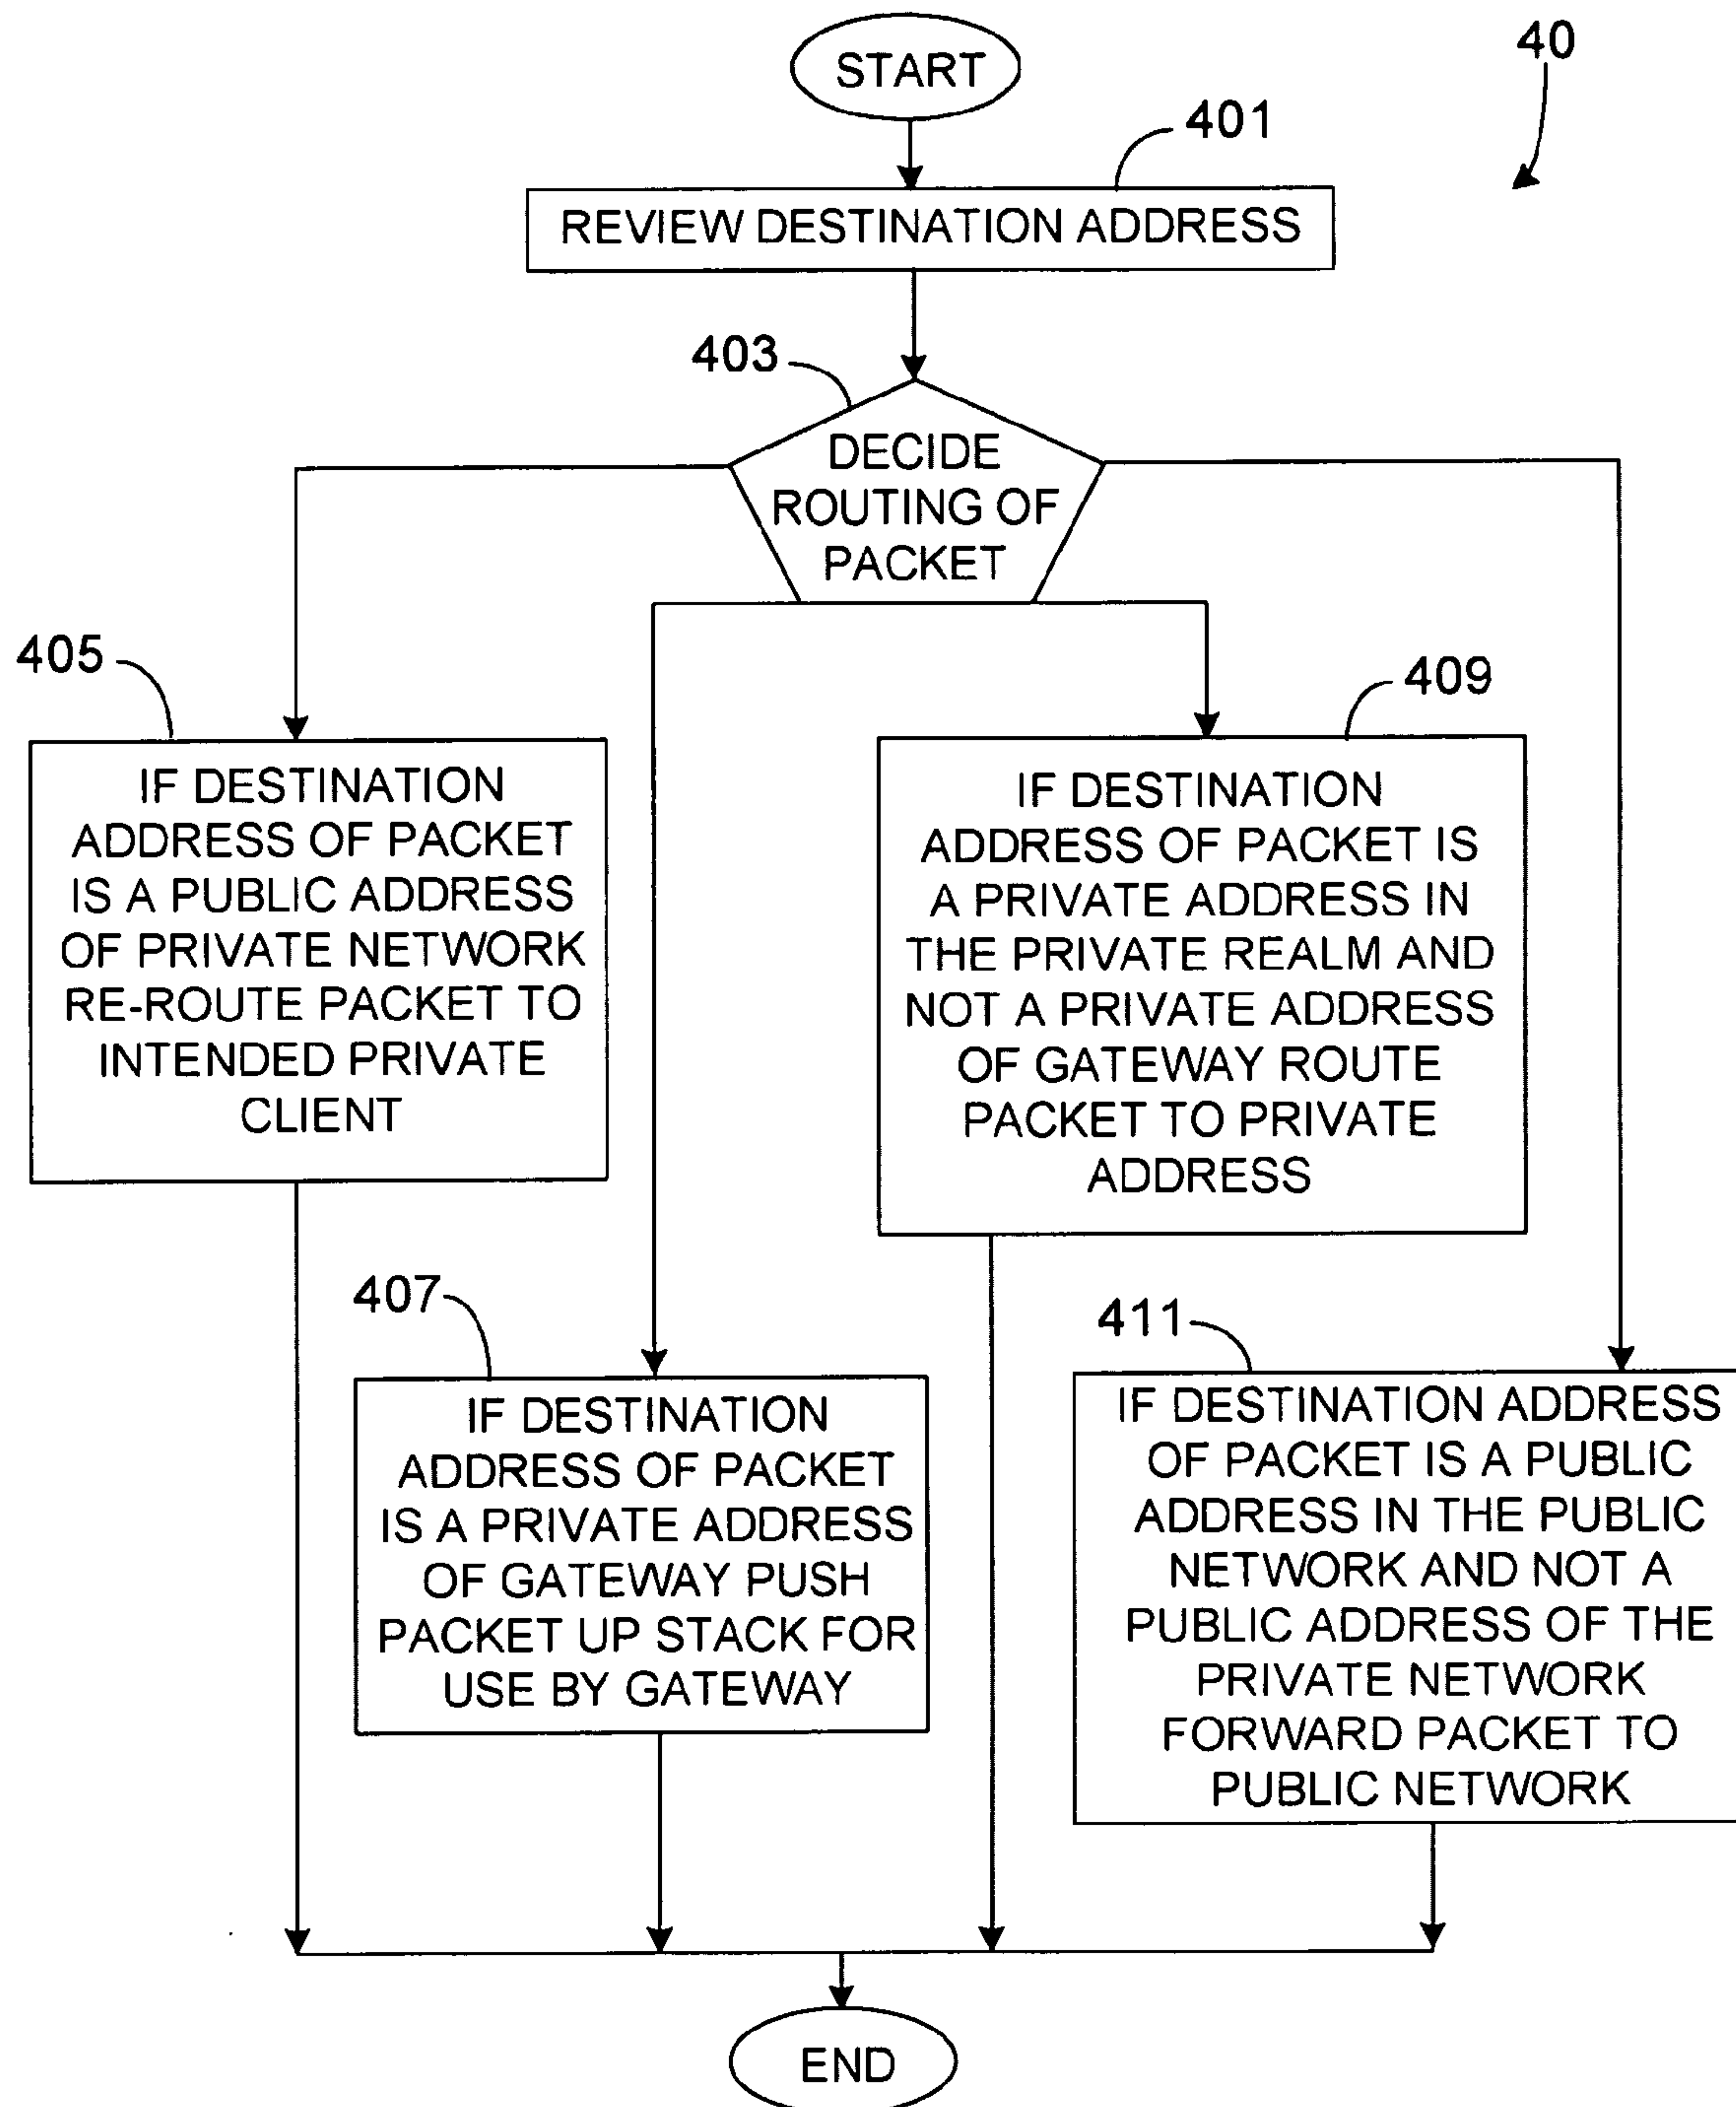 START
40
401
REVIEW DESTINATION ADDRESS
403
DECIDE
ROUTING OF
PACKET
405
IF DESTINATION
ADDRESS OF PACKET
IS A PUBLIC ADDRESS
OF PRIVATE NETWORK
RE-ROUTE PACKET TO
INTENDED PRIVATE
CLIENT
409
IF DESTINATION
ADDRESS OF PACKET IS
A PRIVATE ADDRESS IN
THE PRIVATE REALM AND
NOT A PRIVATE ADDRESS
OF GATEWAY ROUTE
PACKET TO PRIVATE
ADDRESS
407
IF DESTINATION
ADDRESS OF PACKET
IS A PRIVATE ADDRESS
OF GATEWAY PUSH
PACKET UP STACK FOR
USE BY GATEWAY
411
IF DESTINATION ADDRESS
OF PACKET IS A PUBLIC
ADDRESS IN THE PUBLIC
NETWORK AND NOT A
PUBLIC ADDRESS OF THE
PRIVATE NETWORK
FORWARD PACKET TO
PUBLIC NETWORK
END